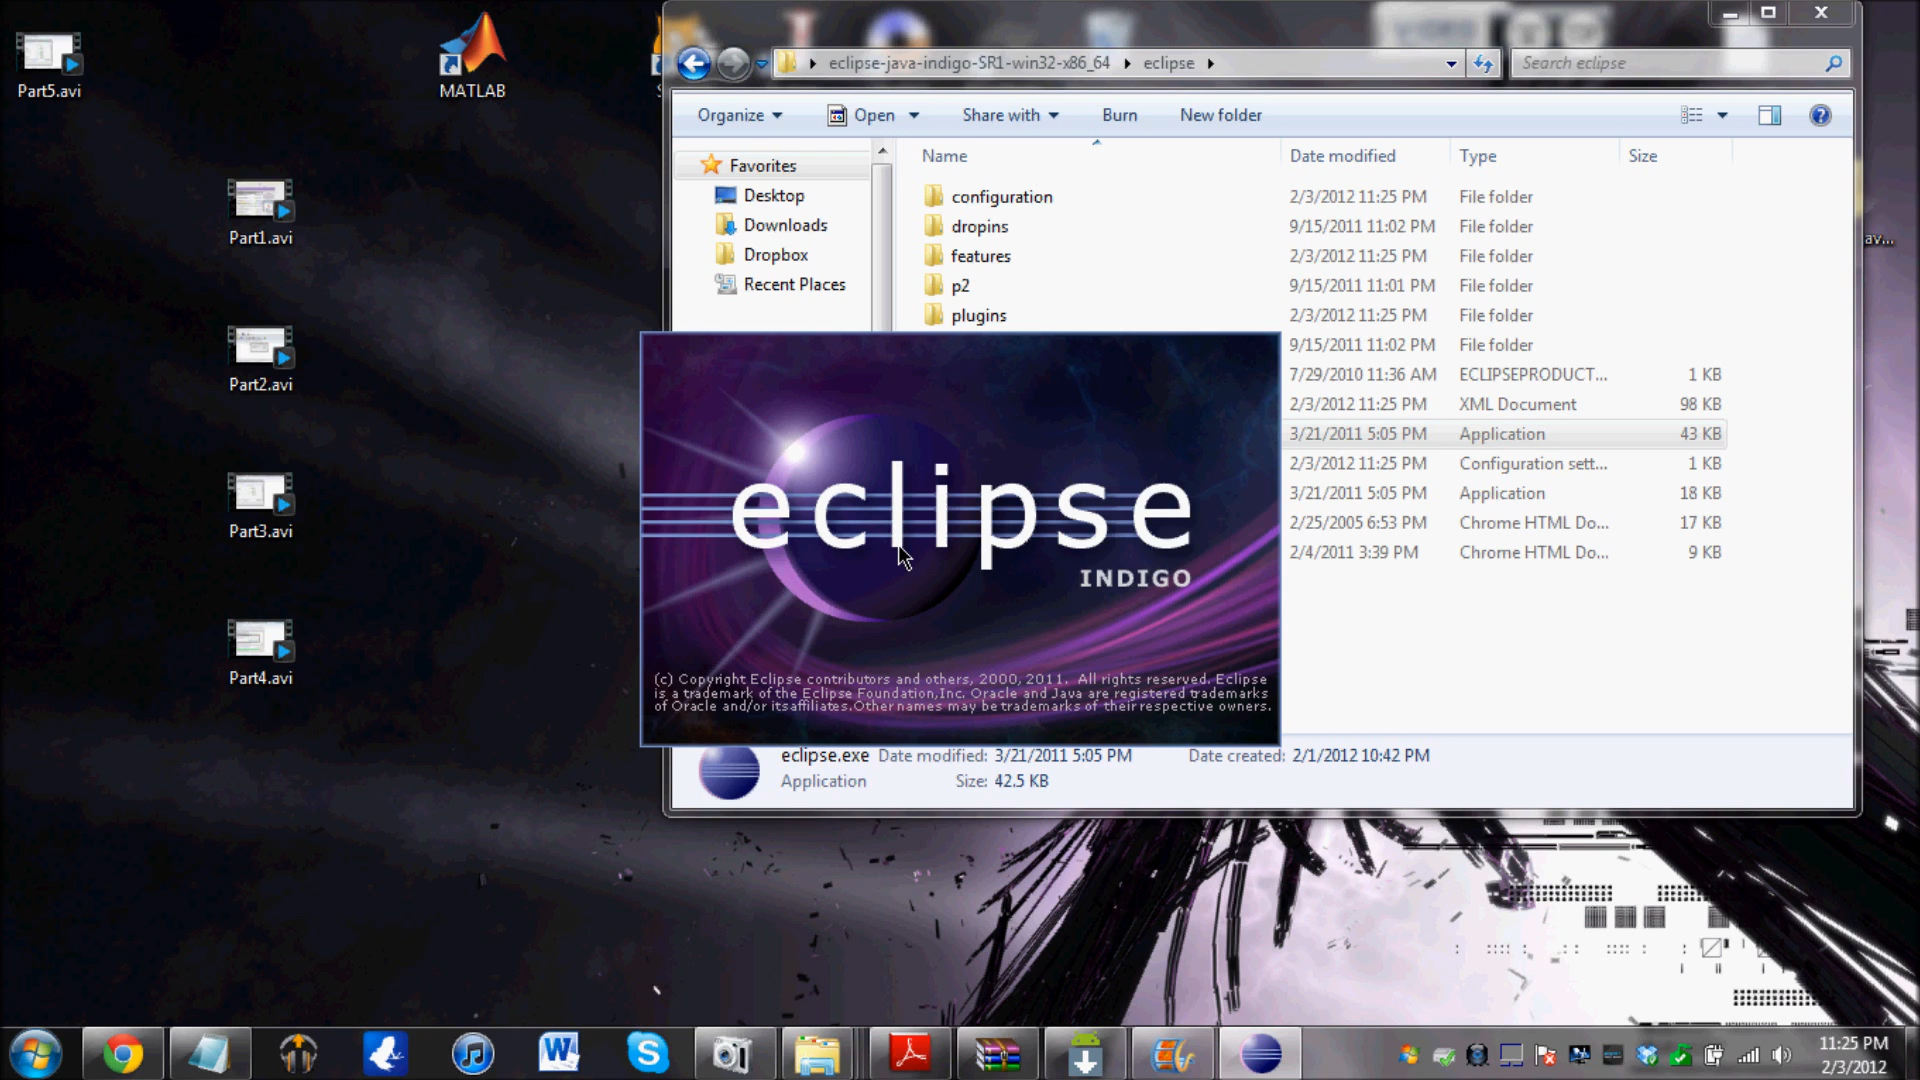 Part5.avi
MATLAB
Part1.avi
Part2.avi
Part3.avi
Part4.avi
av...
eclipse-java-indigo-SR1-win32-x86_64 eclipse
Search eclipse
Organize Open Share with Burn New folder
Name Date modified Type Size
Favorites
Desktop
Downloads
Dropbox
Recent Places
configuration 2/3/2012 11:25 PM File folder
dropins 9/15/2011 11:02 PM File folder
features 2/3/2012 11:25 PM File folder
p2 9/15/2011 11:01 PM File folder
plugins 2/3/2012 11:25 PM File folder
9/15/2011 11:02 PM File folder
7/29/2010 11:36 AM ECLIPSEPRODUCT... 1 KB
2/3/2012 11:25 PM XML Document 98 KB
3/21/2011 5:05 PM Application 43 KB
2/3/2012 11:25 PM Configuration sett... 1 KB
3/21/2011 5:05 PM Application 18 KB
2/25/2005 6:53 PM Chrome HTML Do... 17 KB
2/4/2011 3:39 PM Chrome HTML Do... 9 KB
eclipse
INDIGO
(c) Copyright Eclipse contributors and others, 2000, 2011. All rights reserved. Eclipse
is a trademark of the Eclipse Foundation,Inc. Oracle and Java are registered trademarks
of Oracle and/or itsaffiliates.Other names may be trademarks of their respective owners.
eclipse.exe Date modified: 3/21/2011 5:05 PM Date created: 2/1/2012 10:42 PM
Application Size: 42.5 KB
11:25 PM
2/3/2012